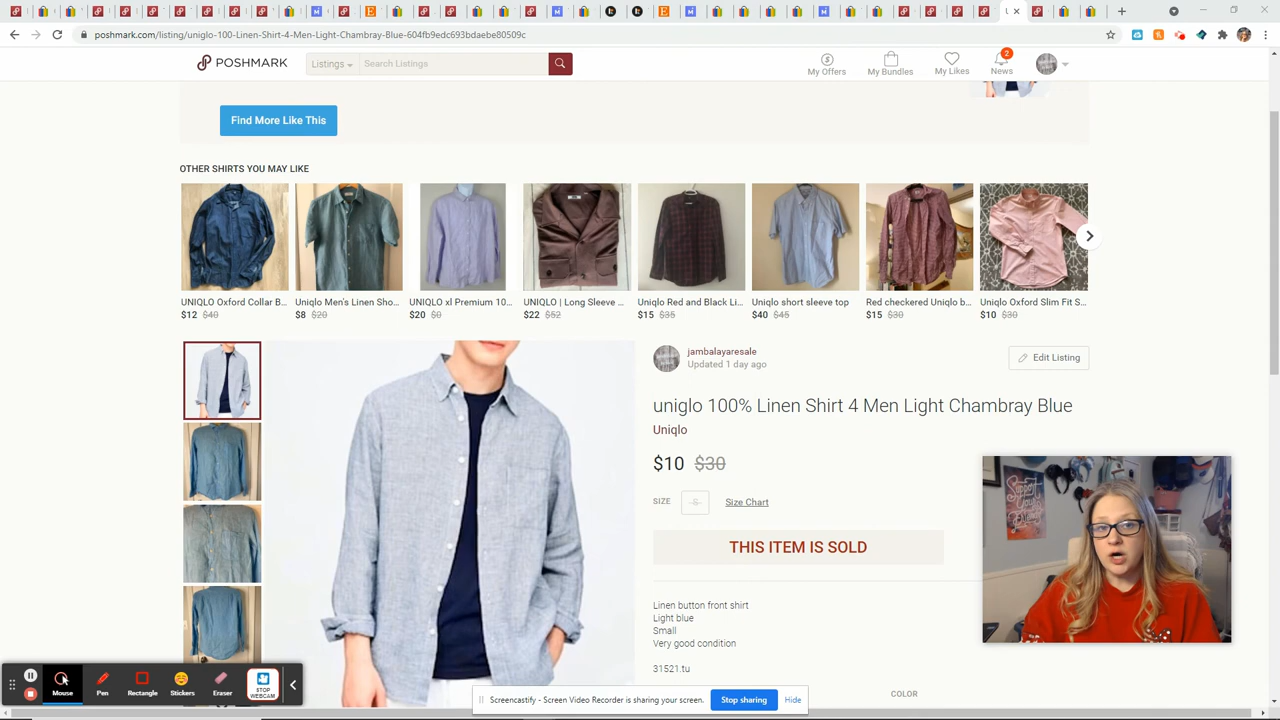 poshmark.com/listing/uniqlo-100-Linen-Shirt-4-Men-Light-Chambray-Blue-604fb9edc693bdaebe80509c
POSHMARK
Listings
Search Listings
My Offers
My Bundles
My Likes
2
News
Find More Like This
OTHER SHIRTS YOU MAY LIKE
UNIQLO Oxford Collar B...
Uniqlo Men's Linen Sho...
UNIQLO xl Premium 10...
UNIQLO | Long Sleeve ...
Uniqlo Red and Black Li...
Uniqlo short sleeve top
Red checkered Uniqlo b...
Uniqlo Oxford Slim Fit S...
$12 $40
$8 $20
$20 $0
$22 $52
$15 $35
$40 $45
$15 $30
$10 $30
jambalayaresale
Updated 1 day ago
Edit Listing
uniqlo 100% Linen Shirt 4 Men Light Chambray Blue
Uniqlo
$10 $30
SIZE
S
Size Chart
THIS ITEM IS SOLD
Linen button front shirt
Light blue
Small
Very good condition
31521.tu
COLOR
Support
your
Mouse
Pen
Rectangle
Stickers
Eraser
STOP
WEBCAM
Screencastify - Screen Video Recorder is sharing your screen.
Stop sharing
Hide